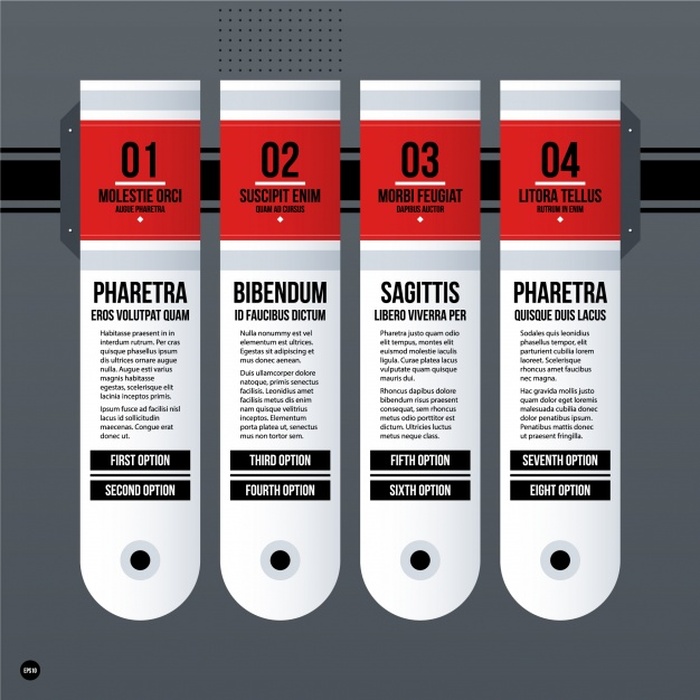 01
MOLESTIE ORCI
AUGUE PHARETRA
PHARETRA
EROS VOLUTPAT QUAM
Habitasse praesent in in
interdum rutrum. Per cras
quisque phasellus ipsum
dis ultrices ornare augue
nulla. Augue esti varius
magnis habitasse
egestas, scelerisque elit
lacinia inceptos primis.
Ipsum fusce ad facilisi nisl
lacus id sollicitudin
maecenas. Congue erat
donec ut.
FIRST OPTION
SECOND OPTION
02
SUSCIPIT ENIM
QUAM AD CURSUS
BIBENDUM
ID FAUCIBUS DICTUM
Nulla nonummy est vel
elementum est ultrices.
Egestas sit adipiscing et
mus donec aenean.
Duis ullamcorper dolore
natoque, primis senectus
facilisis. Leonidius amet
facilisis metus dis enim
nam quisque velitrius
inceptos. Elementum
porta platea ut, senectus
mus non tortor sem.
THIRD OPTION
FOURTH OPTION
03
MORBI FEUGIAT
DAPIBUS AUCTOR
SAGITTIS
LIBERO VIVERRA PER
Pharetra justo quam odio
elit tempus, montes elit
euismod molestie iaculis
ligula. Curae platea lacus
vulputate quam quisque
mauris dui.
Rhoncus dapibus dolore
bibendum risus praesent
consequat, sem rhoncus
metus odio porttitor est
dictum. Ultricies luctus
metus neque class.
FIFTH OPTION
SIXTH OPTION
04
LITORA TELLUS
RUTRUM IN ENIM
PHARETRA
QUISQUE DUIS LACUS
Sodales quis leonidius
phasellus tempor, elit
parturient cubilia lorem
laoreet. Scelerisque
rhoncus amet faucibus
nec magna.
Hac gravida mollis justo
quam dolor eget loremis
malesuada cubilia donec
dolor penatibus ipsum.
Penatibus mattis donec
ut praesent fringilla.
SEVENTH OPTION
EIGHT OPTION
EPS10